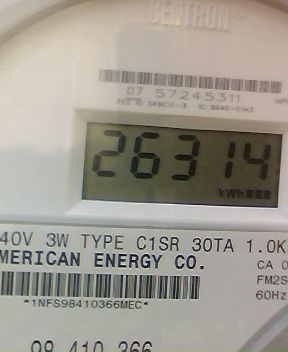 CENTRON
07 57245311
26314
kWh
40V 3W TYPE C1SR 30TA 1.0K
MERICAN ENERGY CO.
CA 0
FM2S
*1NFS98410366MEC*
60Hz
98 410 366